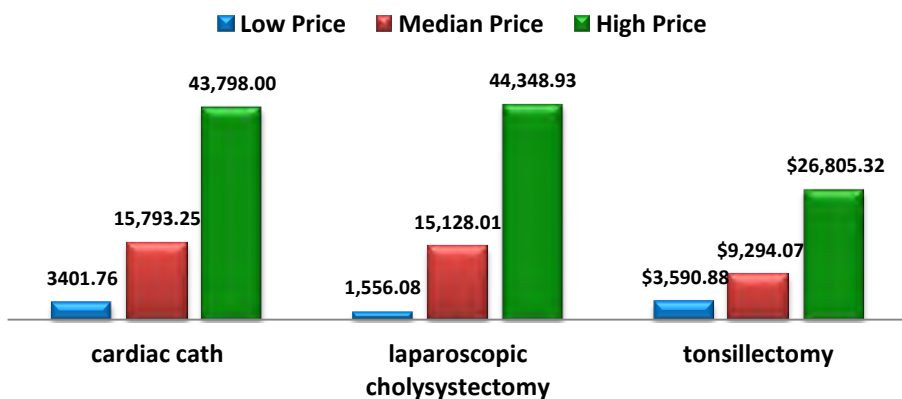 Low Price Median Price High Price
43,798.00
44,348.93
$26,805.32
15,793.25
15,128.01
$9,294.07
3401.76
1,556.08
$3,590.88
cardiac cath
laparoscopic
cholysystectomy
tonsillectomy